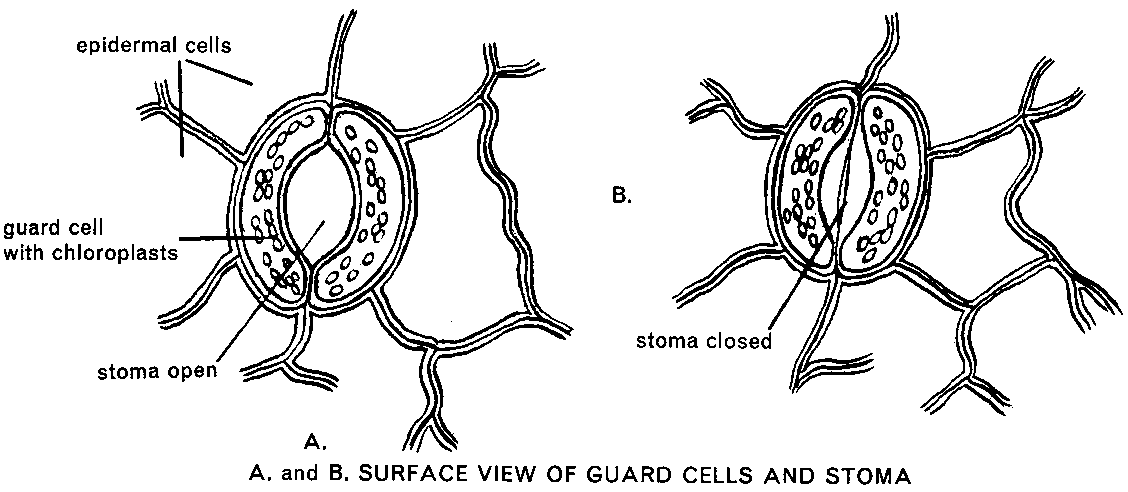 epidermal cells
guard cell
with chloroplasts
stoma open
A.
B.
stoma closed
A. and B. SURFACE VIEW OF GUARD CELLS AND STOMA